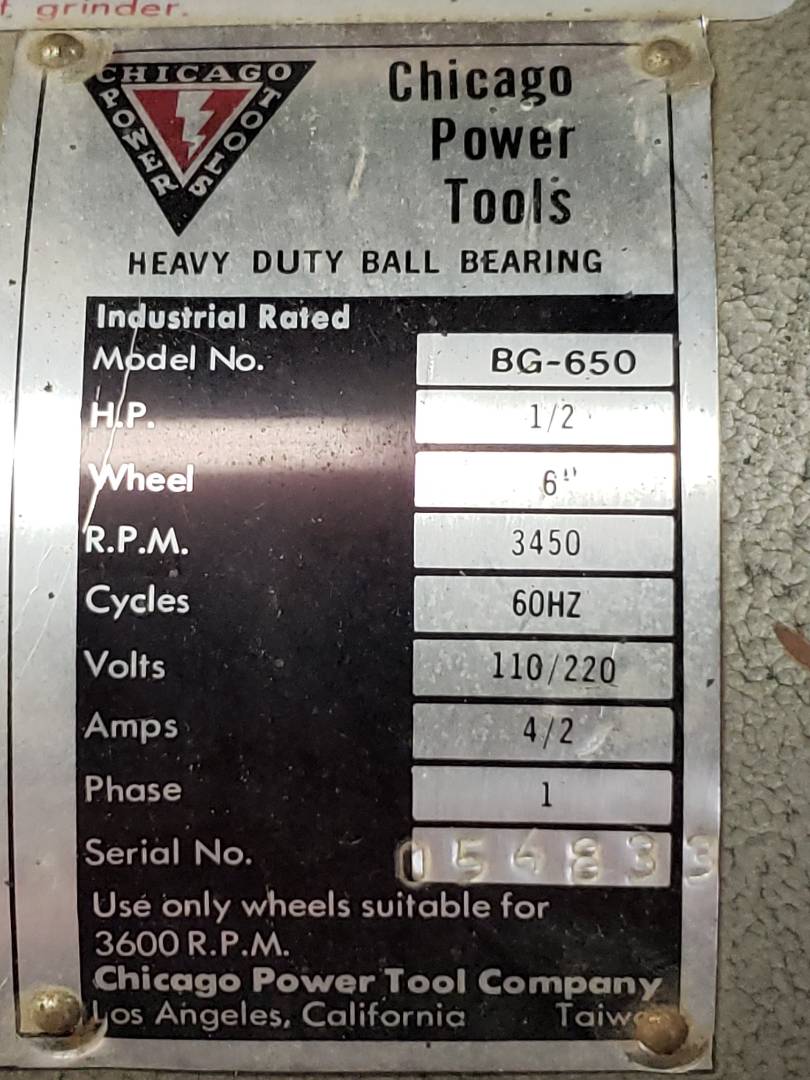 t grinder.
CHICAGO
POWER
TOOLS
Chicago
Power
Tools
HEAVY DUTY BALL BEARING
Industrial Rated
Model No. BG-650
H.P. 1/2
Wheel 6"
R.P.M. 3450
Cycles 60HZ
Volts 110/220
Amps 4/2
Phase 1
Serial No.
Use only wheels suitable for
3600 R.P.M.
Chicago Power Tool Company
Los Angeles, California